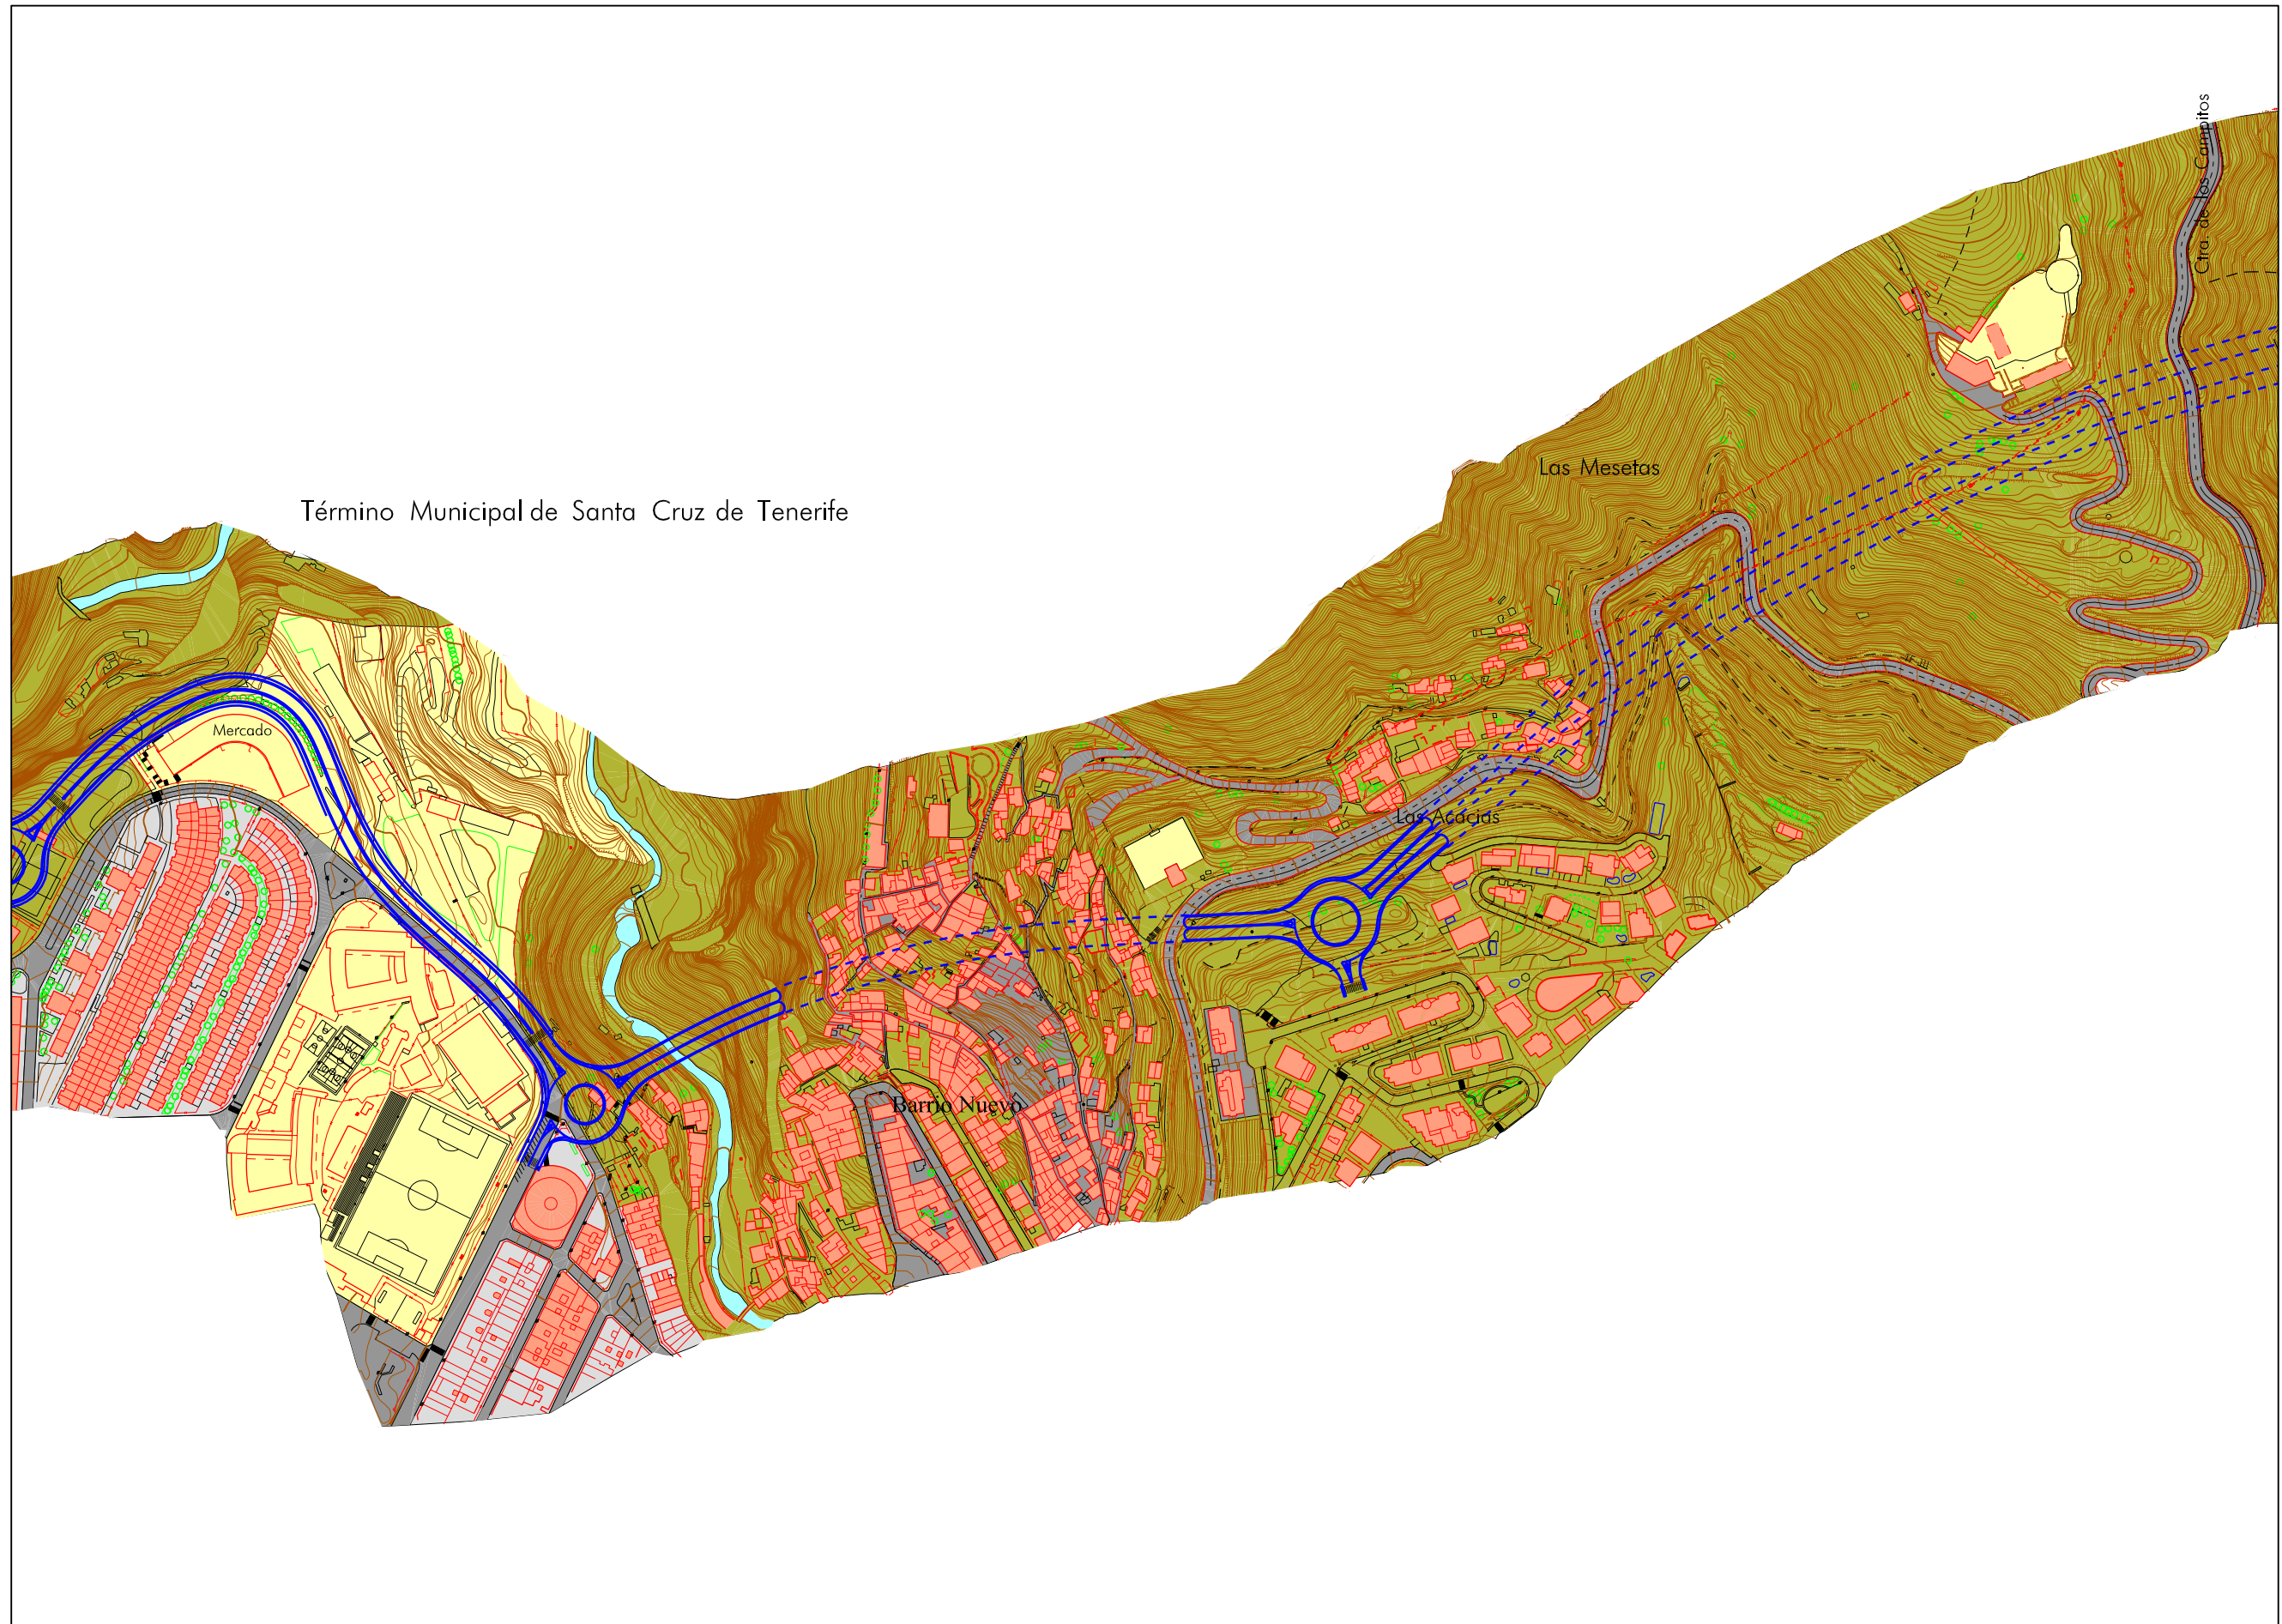 Ctra. de los Campitos
Las Mesetas
Término Municipal de Santa Cruz de Tenerife
Mercado
Las Acacias
Barrio Nuevo